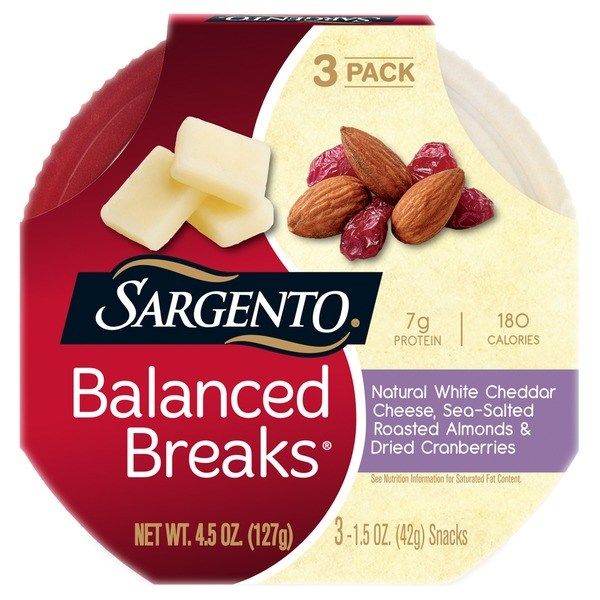 SARGENTO
3 PACK
SARGENTO®
7g
PROTEIN
180
CALORIES
Balanced
Breaks®
Natural White Cheddar
Cheese, Sea-Salted
Roasted Almonds &
Dried Cranberries
See Nutrition Information for Saturated Fat Content.
NET WT. 4.5 OZ. (127g)
3 -1.5 OZ. (42g) Snacks